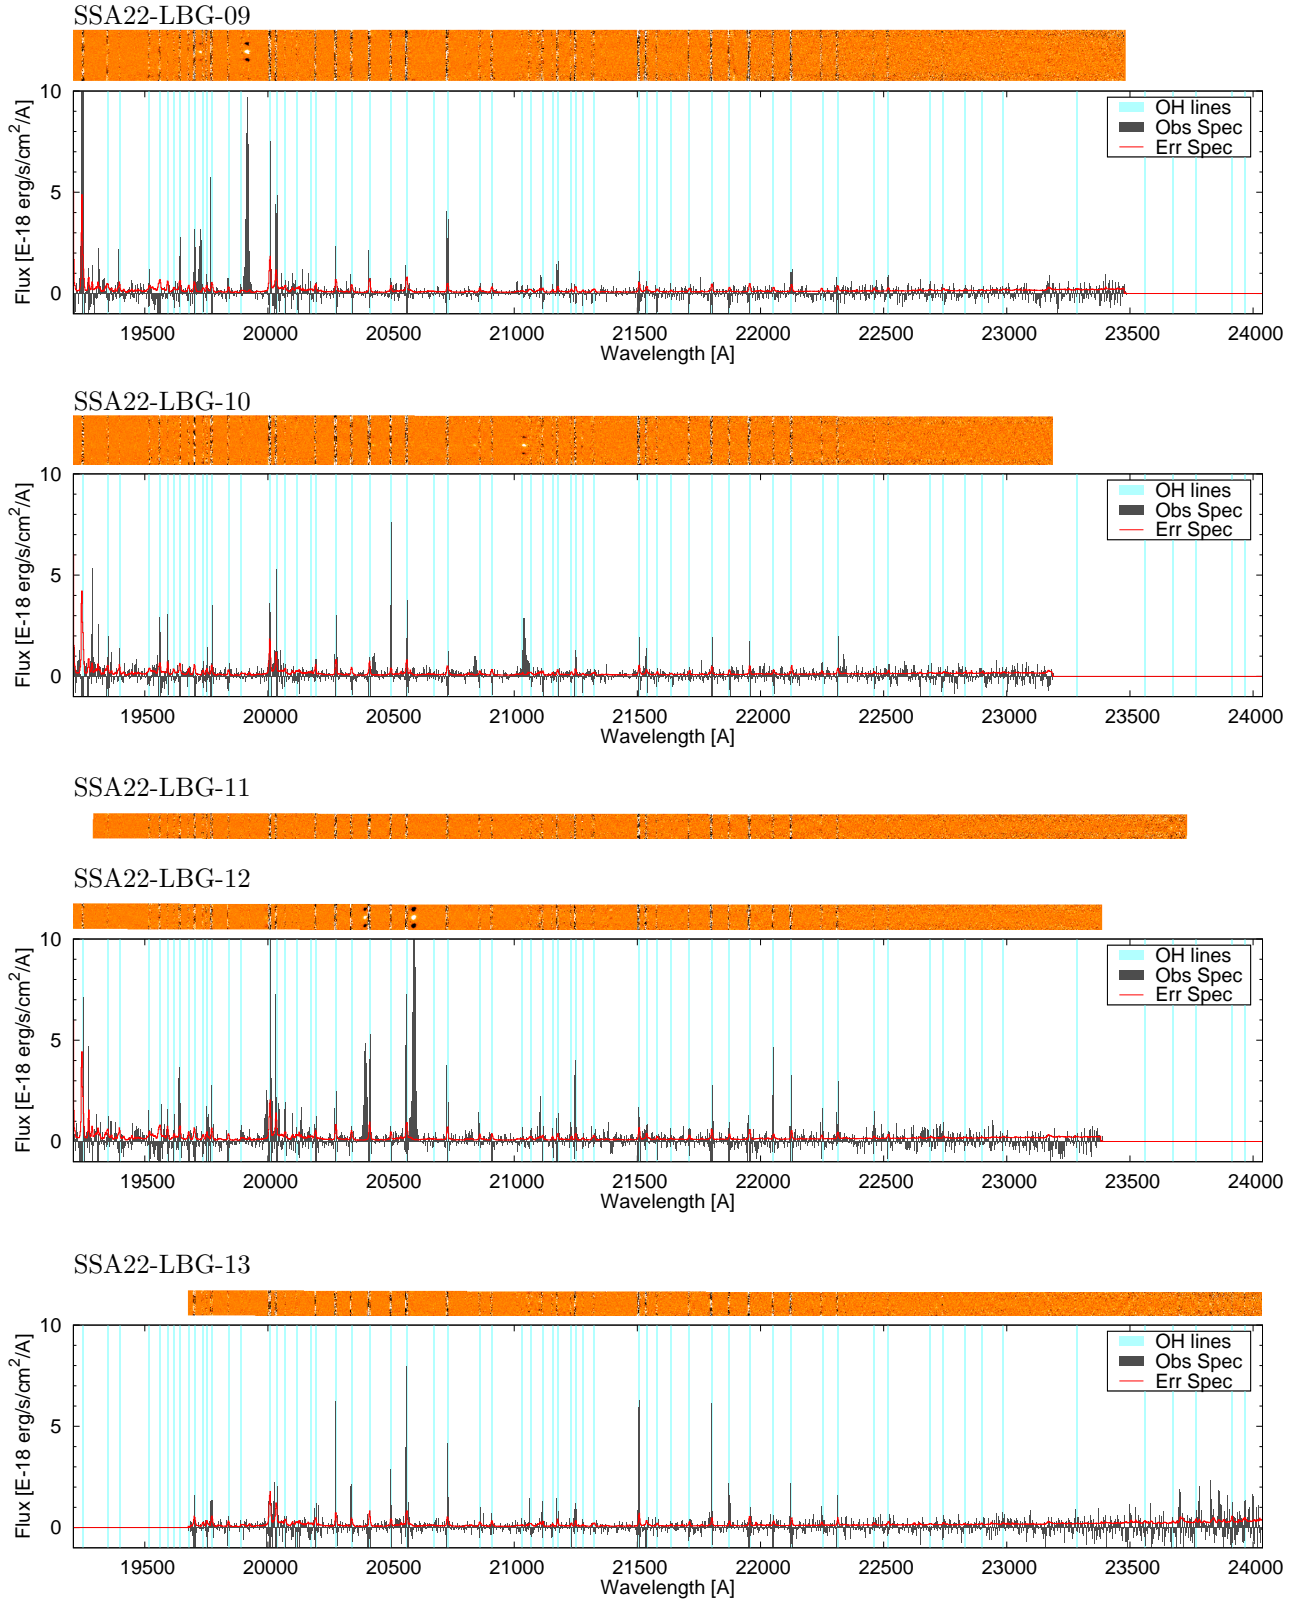 SSA22-LBG-09
10
5
0
Flux [E-18 erg/s/cm²/A]
OH lines
Obs Spec
Err Spec
19500 20000 20500 21000 21500 22000 22500 23000 23500 24000
Wavelength [A]
SSA22-LBG-10
10
5
0
Flux [E-18 erg/s/cm²/A]
OH lines
Obs Spec
Err Spec
19500 20000 20500 21000 21500 22000 22500 23000 23500 24000
Wavelength [A]
SSA22-LBG-11
SSA22-LBG-12
10
5
0
Flux [E-18 erg/s/cm²/A]
OH lines
Obs Spec
Err Spec
19500 20000 20500 21000 21500 22000 22500 23000 23500 24000
Wavelength [A]
SSA22-LBG-13
10
5
0
Flux [E-18 erg/s/cm²/A]
OH lines
Obs Spec
Err Spec
19500 20000 20500 21000 21500 22000 22500 23000 23500 24000
Wavelength [A]